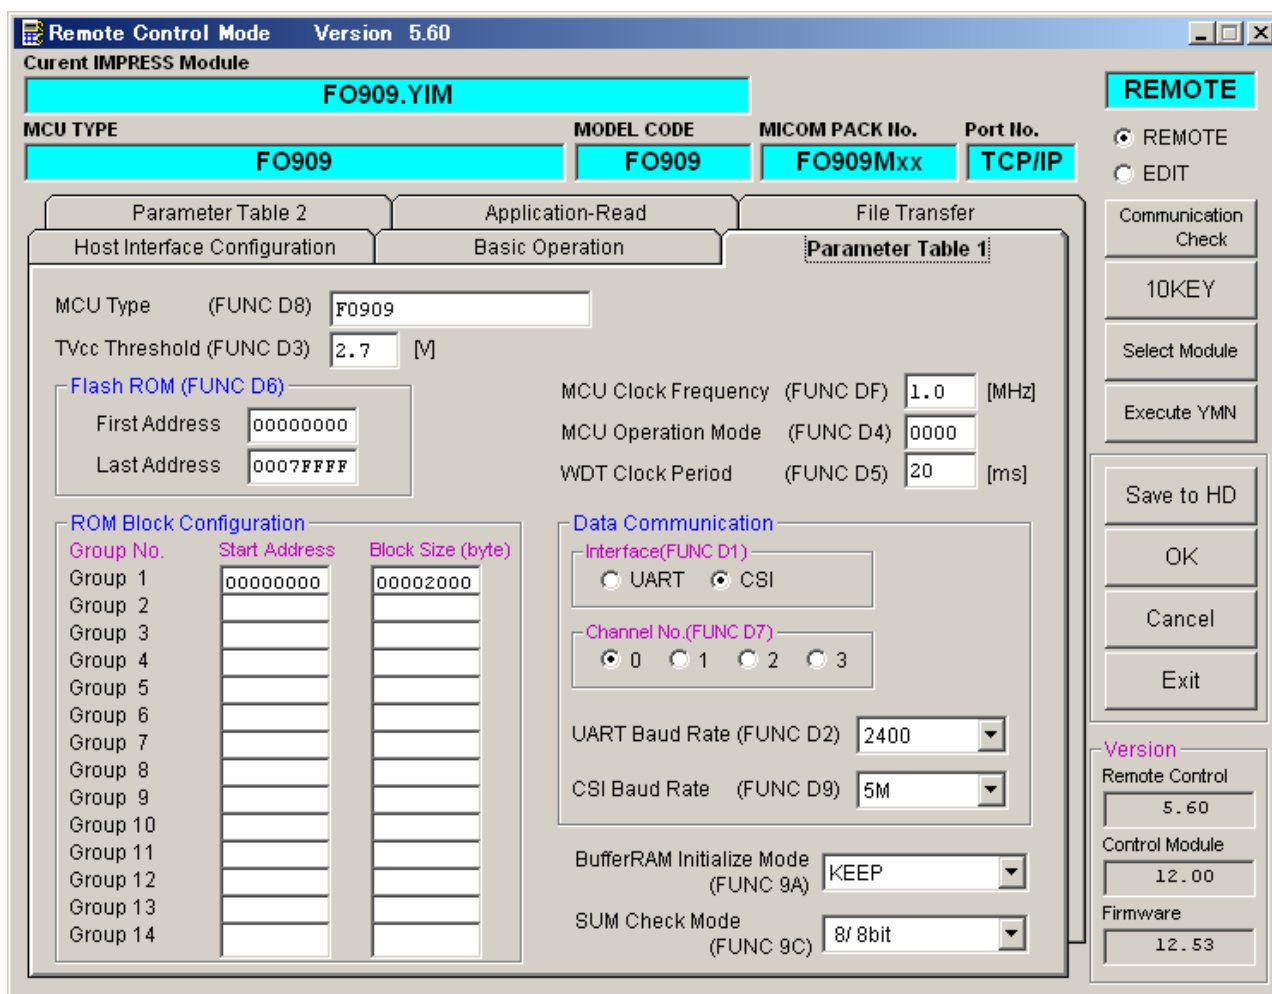 Remote Control Mode Version 5.60
Curent IMPRESS Module
FO909.YIM
REMOTE
MCU TYPE MODEL CODE MICOM PACK No. Port No.
FO909 FO909 FO909Mxx TCP/IP
REMOTE
EDIT
Parameter Table 2 Application-Read File Transfer
Host Interface Configuration Basic Operation Parameter Table 1
Communication
Check
10KEY
Select Module
Execute YMN
Save to HD
OK
Cancel
Exit
MCU Type (FUNC D8) F0909
TVcc Threshold (FUNC D3) 2.7 [V]
Flash ROM (FUNC D6)
First Address 00000000
Last Address 0007FFFF
MCU Clock Frequency (FUNC DF) 1.0 [MHz]
MCU Operation Mode (FUNC D4) 0000
WDT Clock Period (FUNC D5) 20 [ms]
ROM Block Configuration
Group No. Start Address Block Size (byte)
Group 1 00000000 00002000
Group 2
Group 3
Group 4
Group 5
Group 6
Group 7
Group 8
Group 9
Group 10
Group 11
Group 12
Group 13
Group 14
Data Communication
Interface(FUNC D1)
UART CSI
Channel No.(FUNC D7)
0 1 2 3
UART Baud Rate (FUNC D2) 2400
CSI Baud Rate (FUNC D9) 5M
BufferRAM Initialize Mode
(FUNC 9A) KEEP
SUM Check Mode
(FUNC 9C) 8/ 8bit
Version
Remote Control
5.60
Control Module
12.00
Firmware
12.53